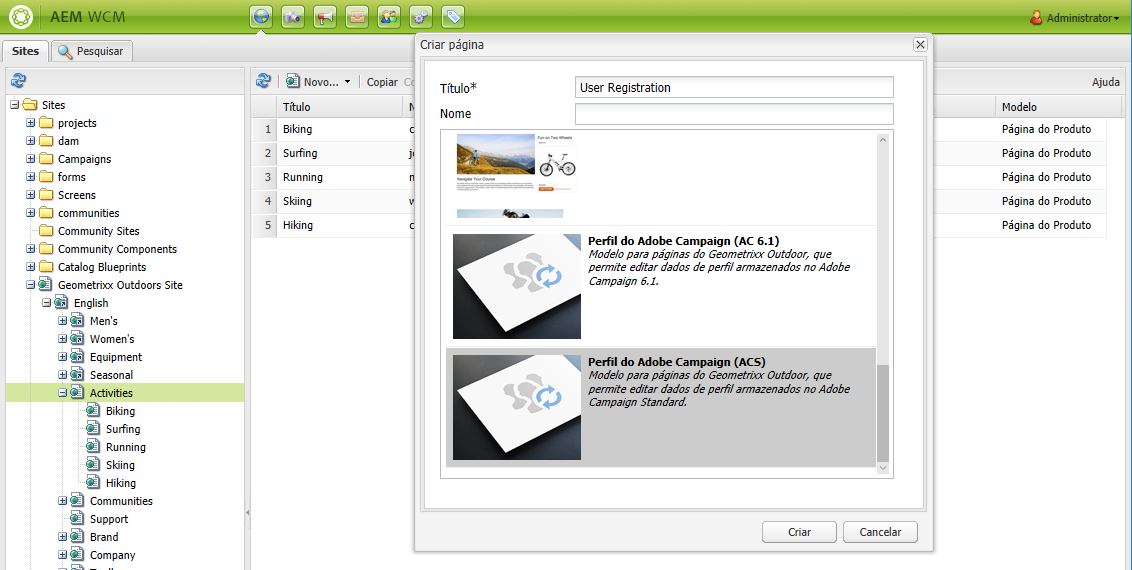 AEM WCM
Administrator
Sites
Pesquisar
Criar página
Novo...
Copiar
Ajuda
Título*
User Registration
Nome
Sites
projects
dam
Campaigns
forms
Screens
communities
Community Sites
Community Components
Catalog Blueprints
Geometrixx Outdoors Site
English
Men's
Women's
Equipment
Seasonal
Activities
Biking
Surfing
Running
Skiing
Hiking
Communities
Support
Brand
Company
Título
Modelo
1 Biking Página do Produto
2 Surfing Página do Produto
3 Running Página do Produto
4 Skiing Página do Produto
5 Hiking Página do Produto
Fun on Two Wheels
Navigate Your Course
Perfil do Adobe Campaign (AC 6.1)
Modelo para páginas do Geometrixx Outdoor, que
permite editar dados de perfil armazenados no Adobe
Campaign 6.1.
Perfil do Adobe Campaign (ACS)
Modelo para páginas do Geometrixx Outdoor, que
permite editar dados de perfil armazenados no Adobe
Campaign Standard.
Criar
Cancelar